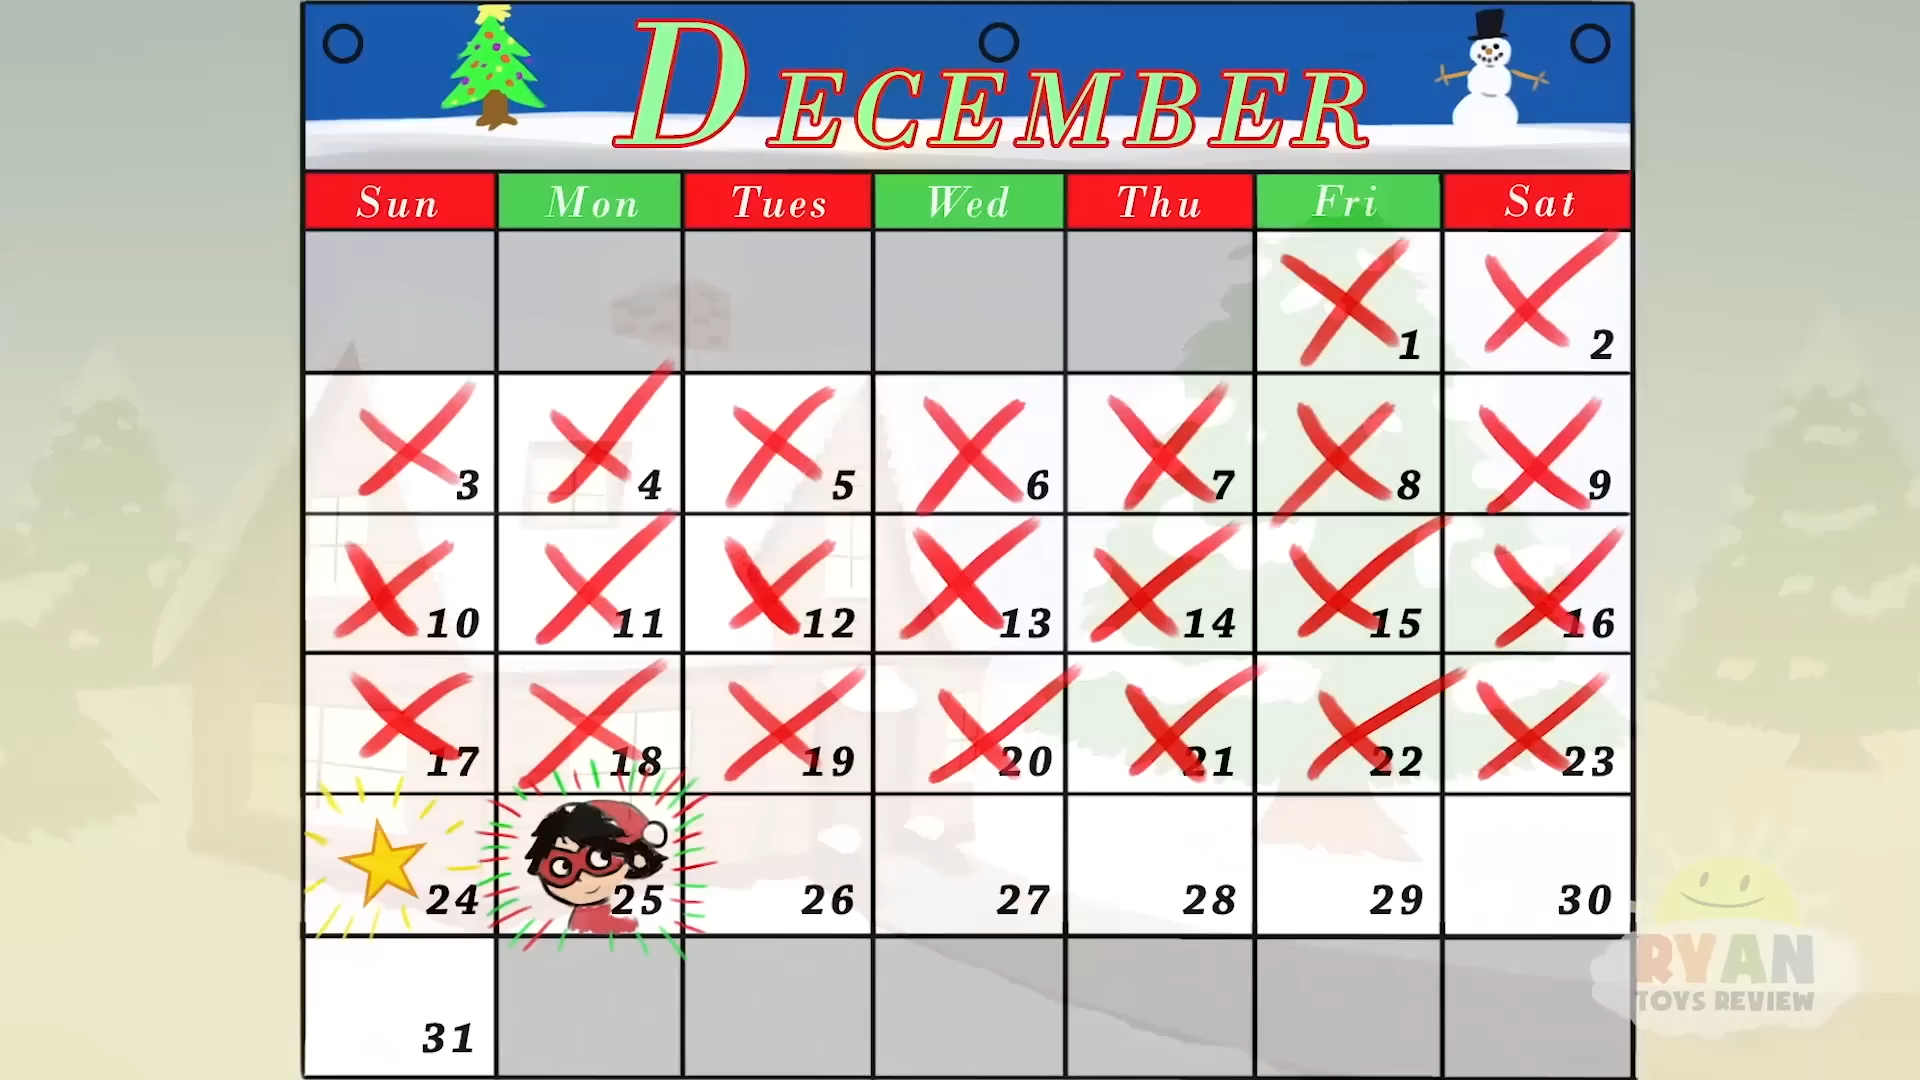 DECEMBER
Sun Mon Tues Wed Thu Fri Sat
1 2
3 4 5 6 7 8 9
10 11 12 13 14 15 16
17 18 19 20 21 22 23
24 25 26 27 28 29 30
31
RYAN
TOYS REVIEW